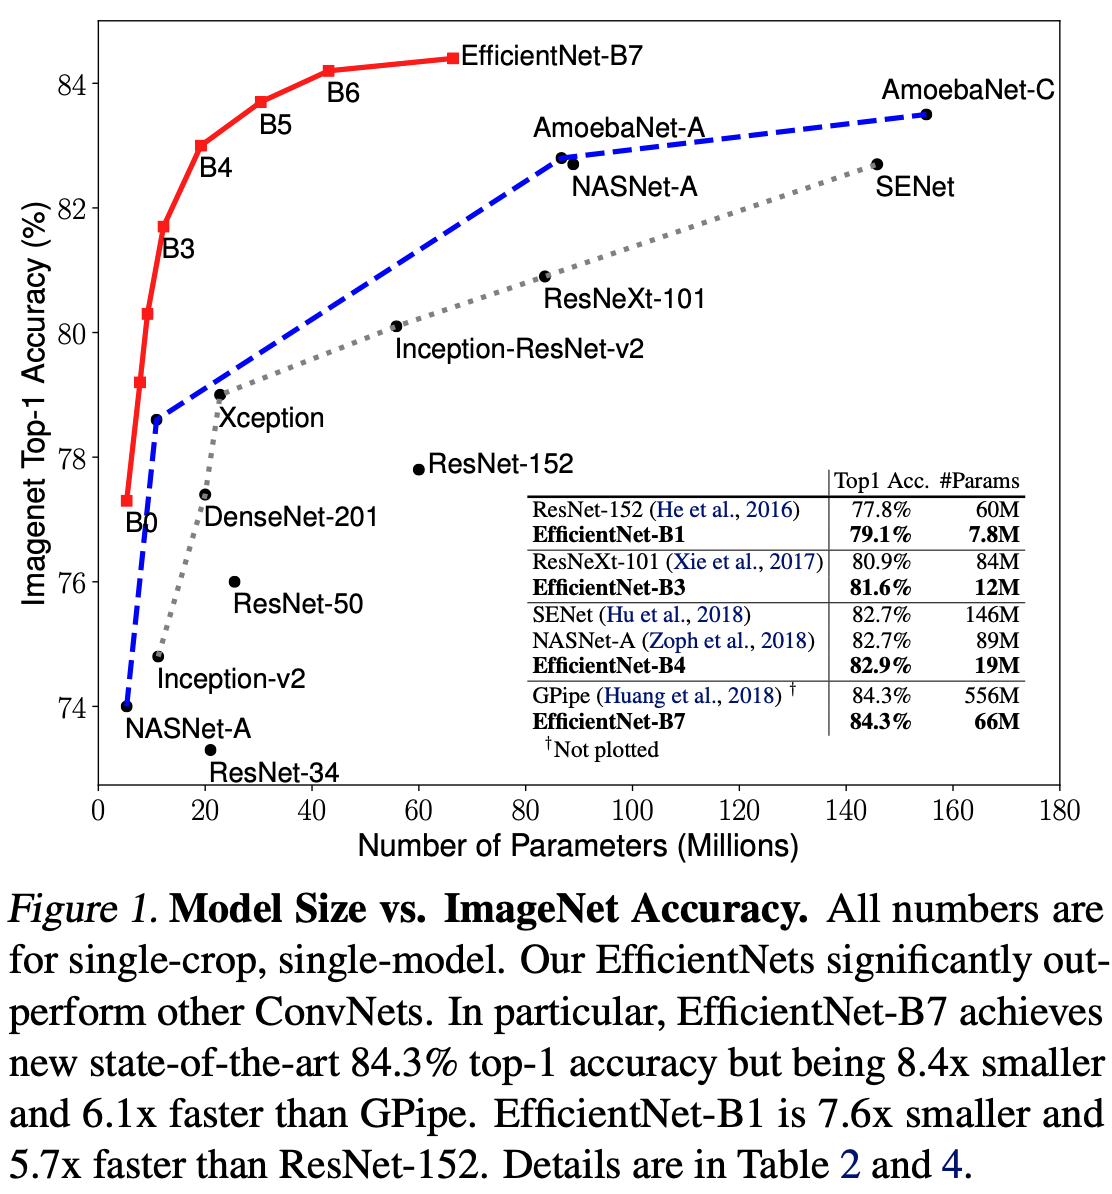 EfficientNet-B7
84
AmoebaNet-C
B6
B5
AmoebaNet-A
B4
NASNet-A
SENet
82
B3
ResNeXt-101
80
Inception-ResNet-v2
Xception
78
ResNet-152
B0
DenseNet-201
76
ResNet-50
Inception-v2
74
NASNet-A
ResNet-34
Imagenet Top-1 Accuracy (%)
0 20 40 60 80 100 120 140 160 180
Number of Parameters (Millions)
Top1 Acc. #Params
ResNet-152 (He et al., 2016) 77.8% 60M
EfficientNet-B1 79.1% 7.8M
ResNeXt-101 (Xie et al., 2017) 80.9% 84M
EfficientNet-B3 81.6% 12M
SENet (Hu et al., 2018) 82.7% 146M
NASNet-A (Zoph et al., 2018) 82.7% 89M
EfficientNet-B4 82.9% 19M
GPipe (Huang et al., 2018) † 84.3% 556M
EfficientNet-B7 84.3% 66M
†Not plotted
Figure 1. Model Size vs. ImageNet Accuracy. All numbers are
for single-crop, single-model. Our EfficientNets significantly out-
perform other ConvNets. In particular, EfficientNet-B7 achieves
new state-of-the-art 84.3% top-1 accuracy but being 8.4x smaller
and 6.1x faster than GPipe. EfficientNet-B1 is 7.6x smaller and
5.7x faster than ResNet-152. Details are in Table 2 and 4.